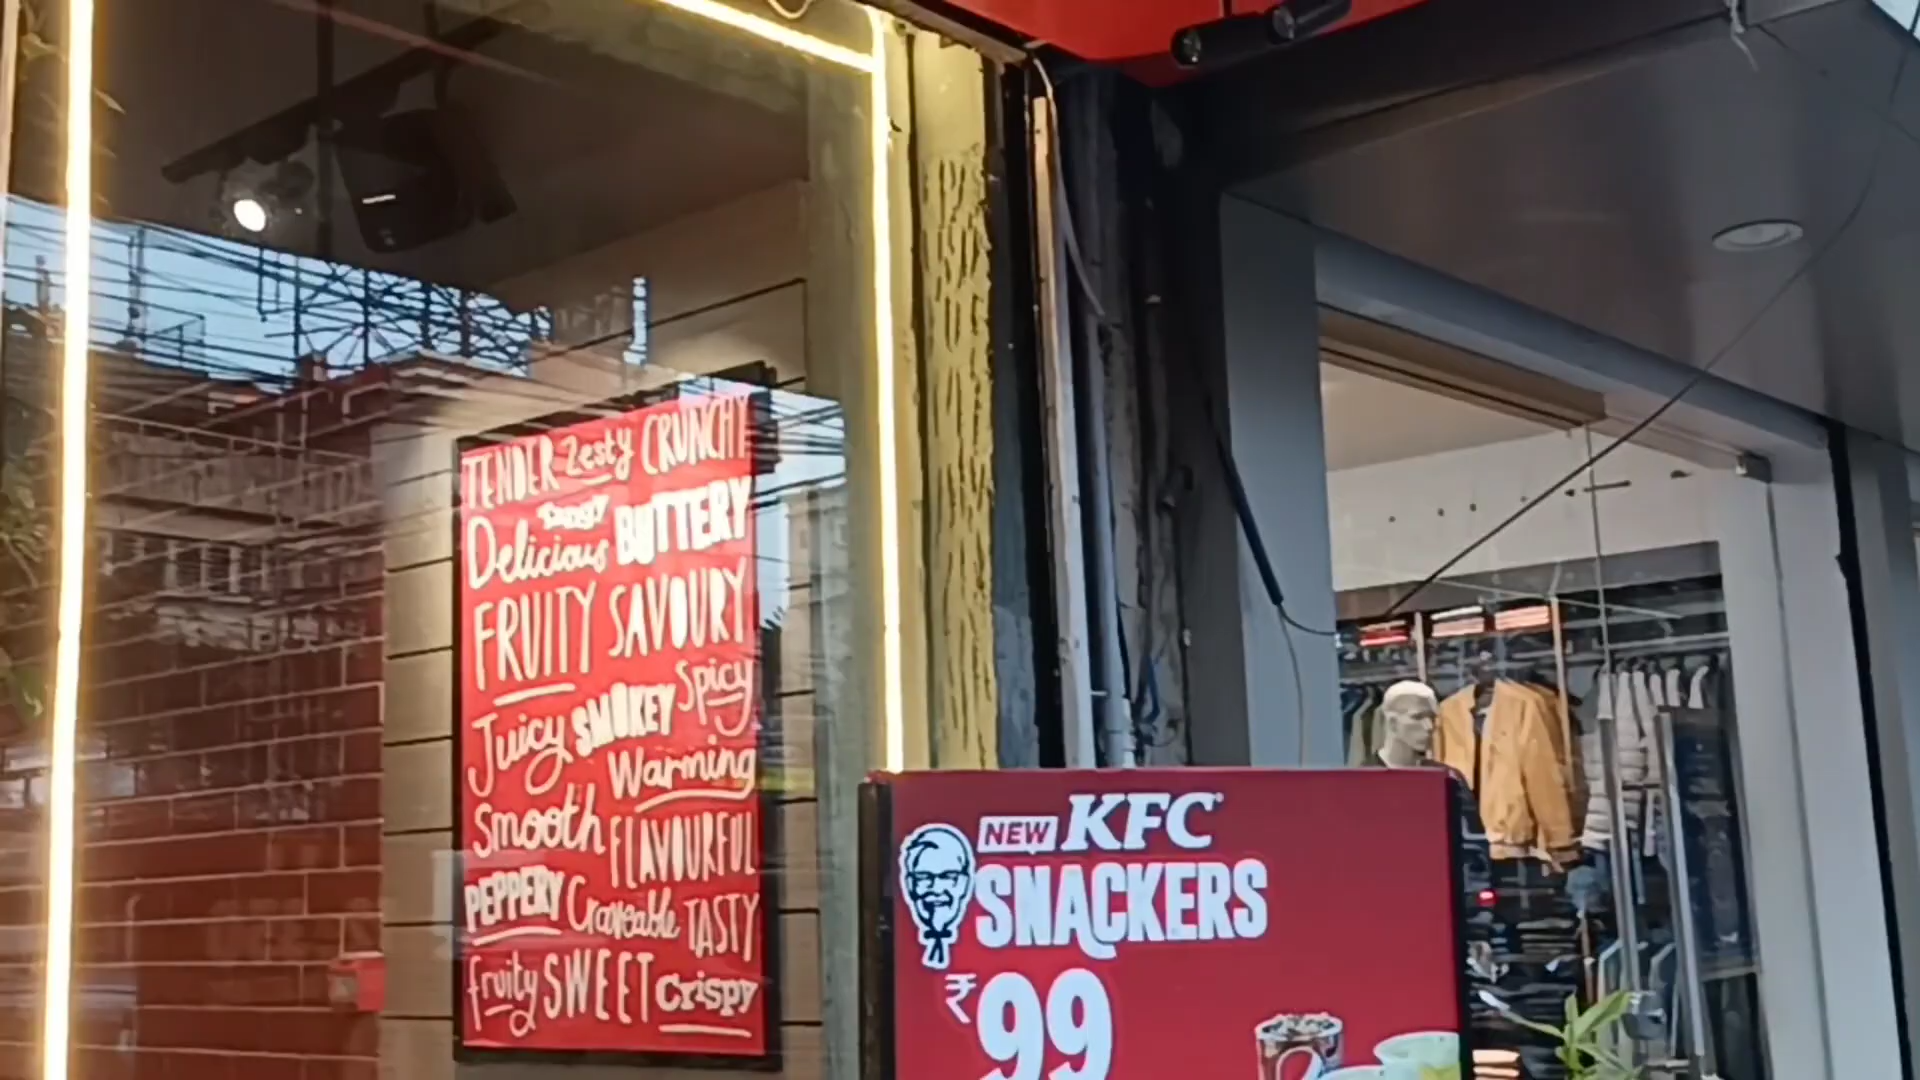 TENDER Zesty CRUNCHY
Tangy
Delicious BUTTERY
FRUITY SAVOURY
Juicy SMOKEY Spicy
Warming
Smooth FLAVOURFUL
PEPPERY Craveable TASTY
fruity SWEET Crispy
NEW KFC
SNACKERS
₹99